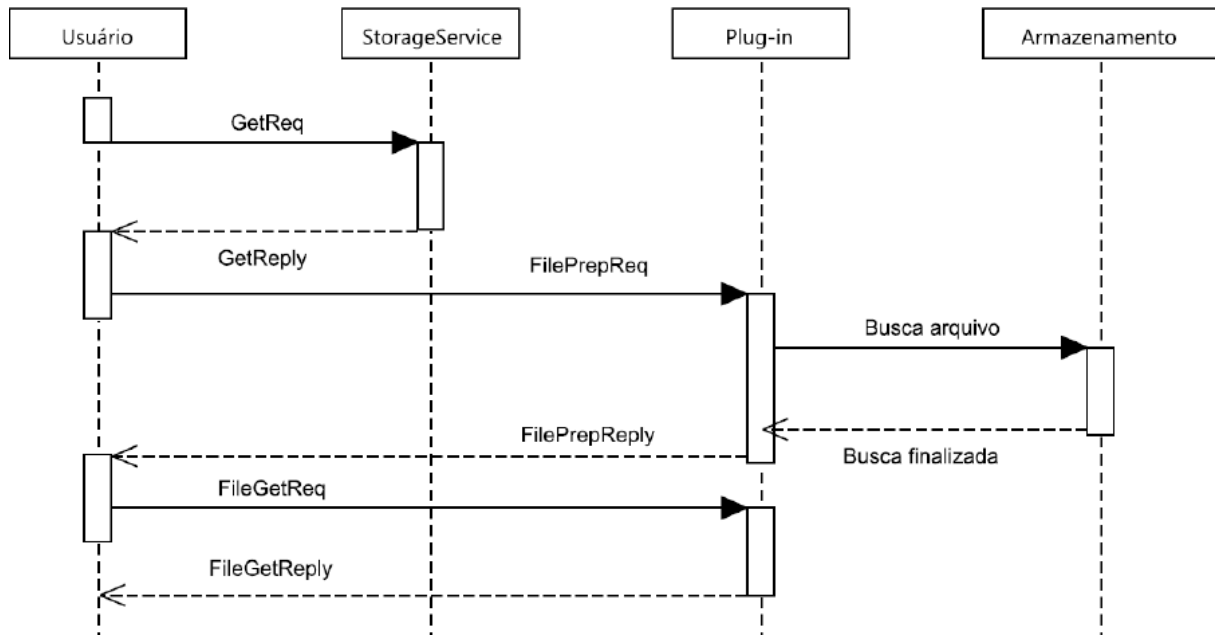 Usuário
StorageService
Plug-in
Armazenamento
GetReq
GetReply
FilePrepReq
Busca arquivo
FilePrepReply
Busca finalizada
FileGetReq
FileGetReply